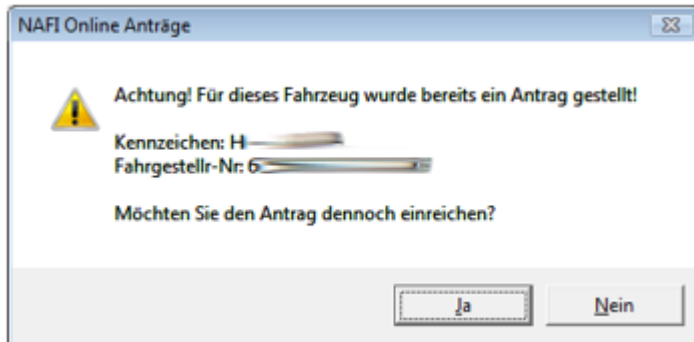 NAFI Online Anträge
Achtung! Für dieses Fahrzeug wurde bereits ein Antrag gestellt!
Kennzeichen: H
Fahrgestellr-Nr: 6
Möchten Sie den Antrag dennoch einreichen?
Ja
Nein